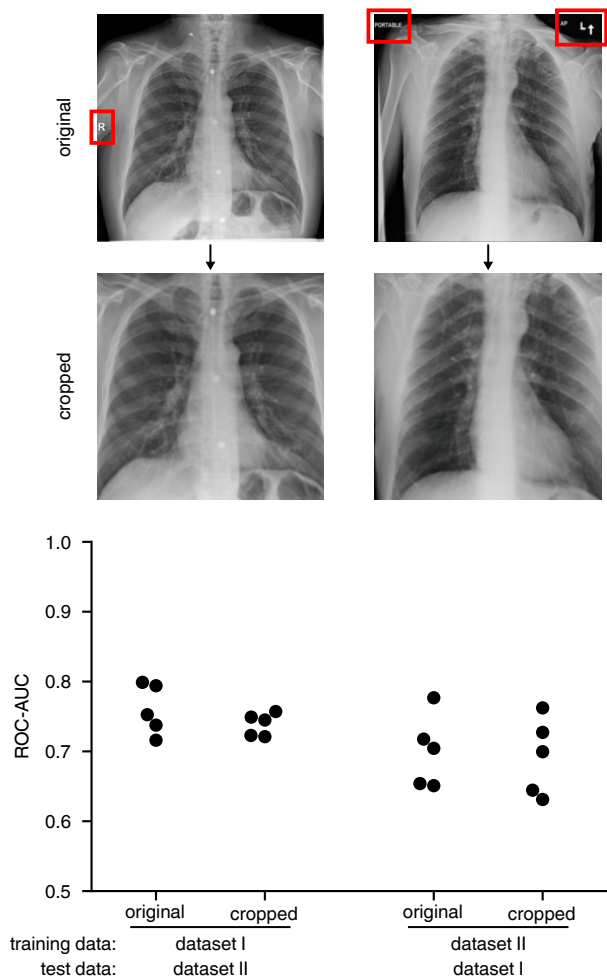 PORTABLE
AP
L
R
original
cropped
1.0
0.9
0.8
0.7
0.6
0.5
ROC-AUC
original cropped original cropped
training data: dataset I dataset II
test data: dataset II dataset I